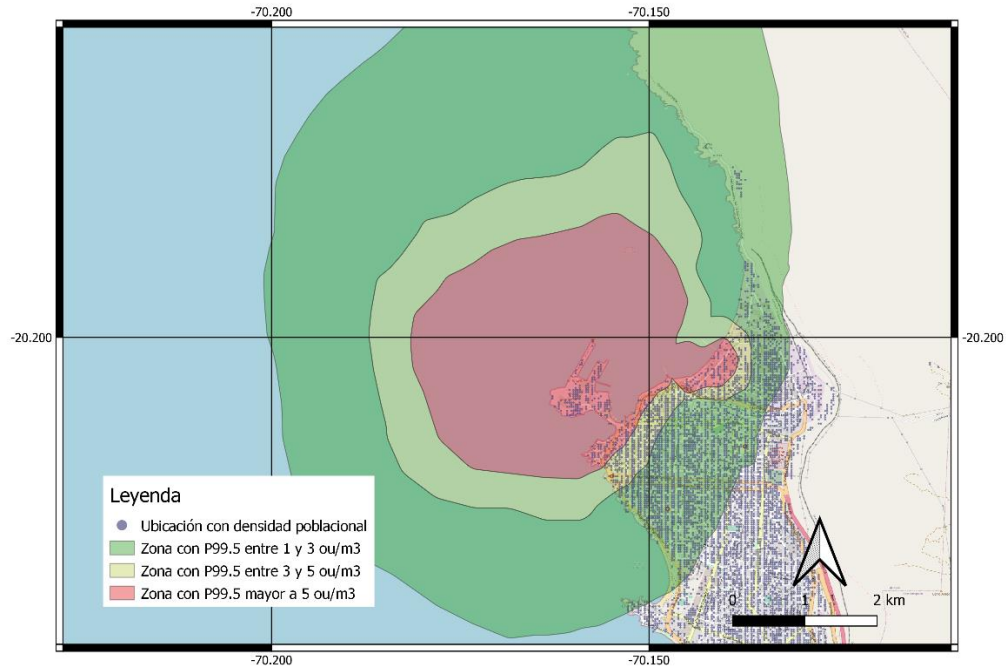 -70.200 -70.150
-20.200 -20.200
Leyenda
Ubicación con densidad poblacional
Zona con P99.5 entre 1 y 3 ou/m3
Zona con P99.5 entre 3 y 5 ou/m3
Zona con P99.5 mayor a 5 ou/m3
0 1 2 km
-70.200 -70.150